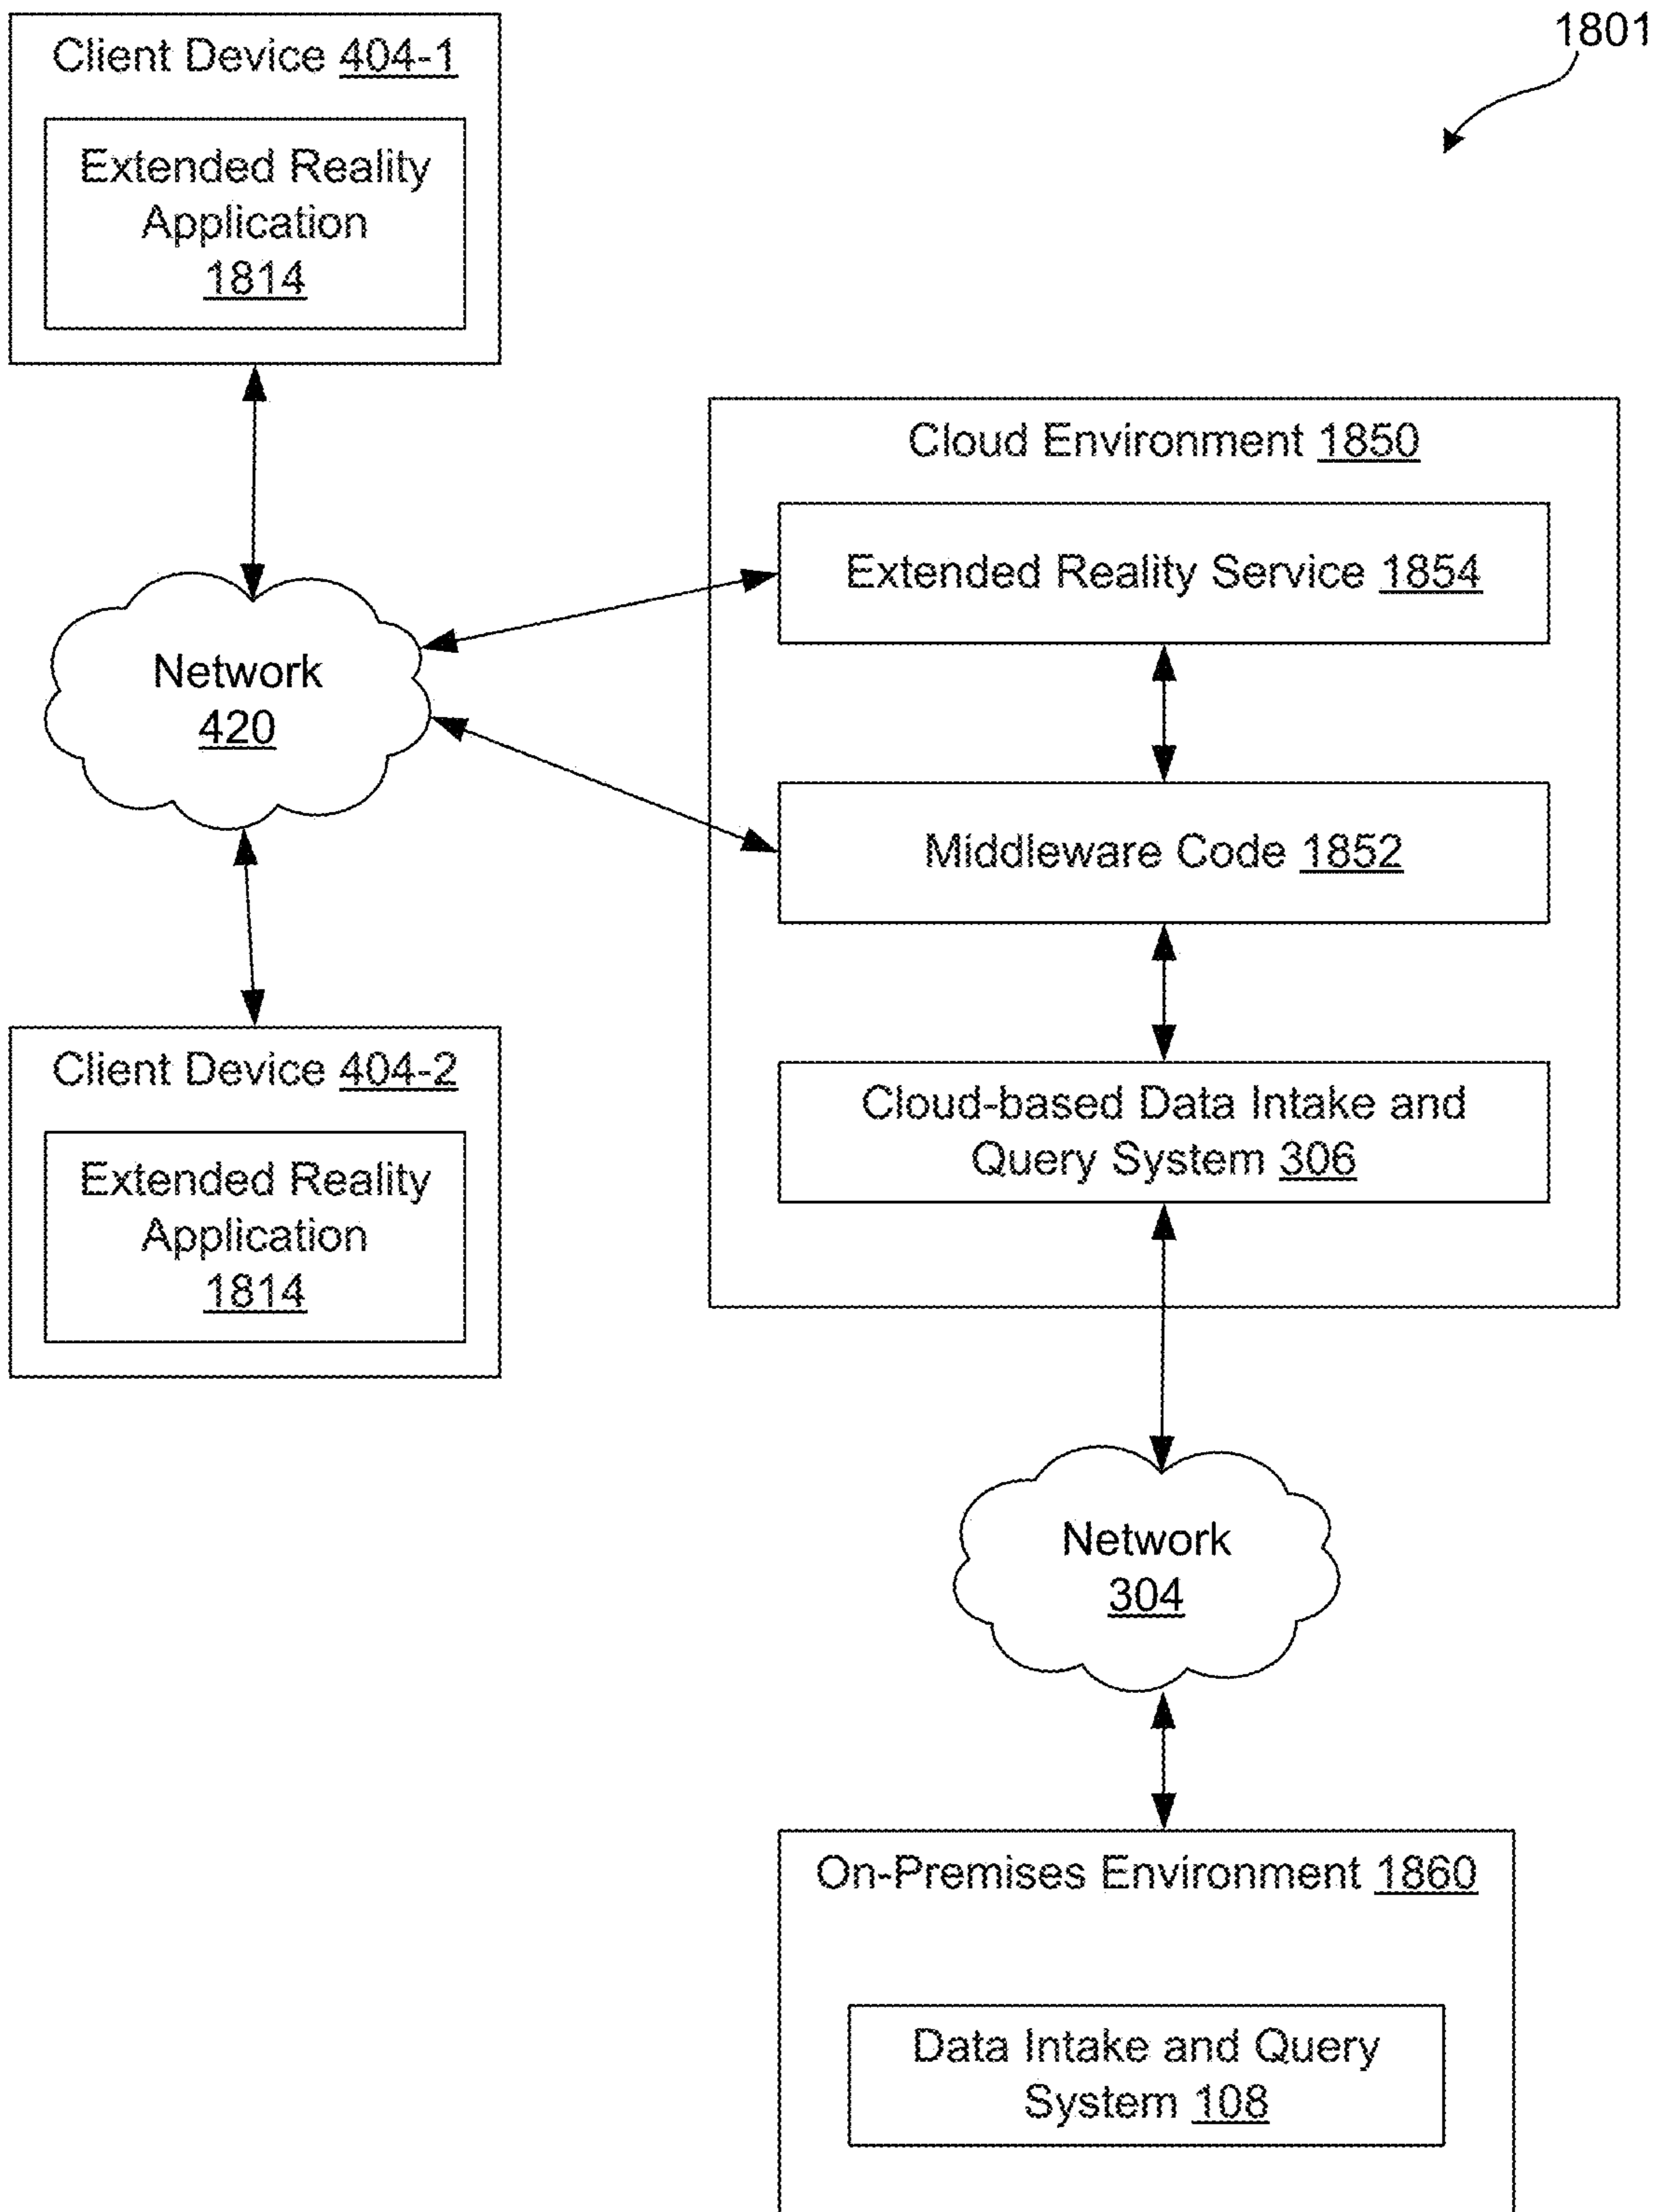 1801
Client Device 404-1
Extended Reality
Application
1814
Cloud Environment 1850
Extended Reality Service 1854
Network
420
Middleware Code 1852
Client Device 404-2
Cloud-based Data Intake and
Query System 306
Extended Reality
Application
1814
Network
304
On-Premises Environment 1860
Data Intake and Query
System 108